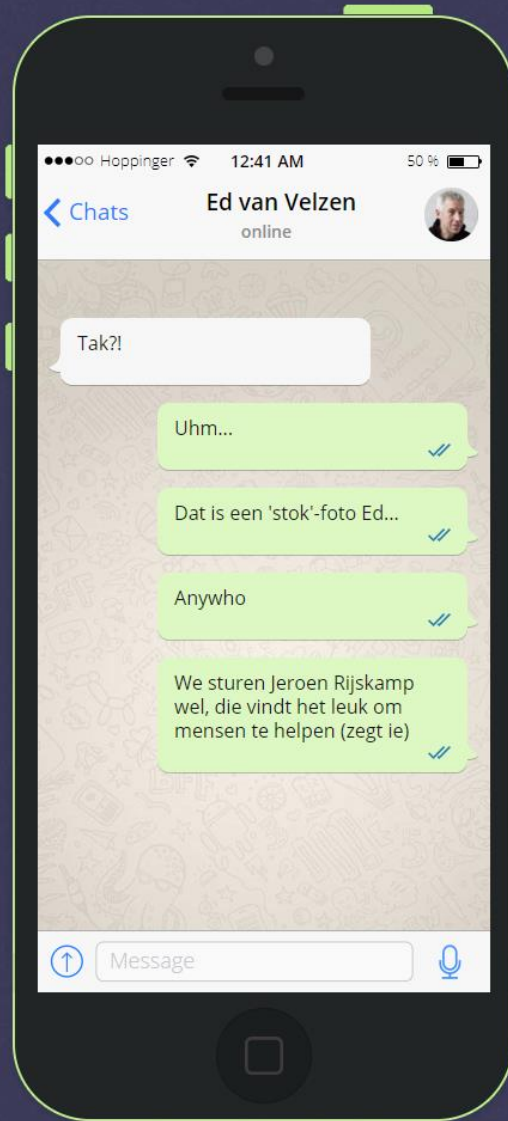 Hoppinger 12:41 AM 50 %
Chats Ed van Velzen
online
Tak?!
Uhm...
Dat is een 'stok'-foto Ed...
Anywho
We sturen Jeroen Rijskamp
wel, die vindt het leuk om
mensen te helpen (zegt ie)
Message